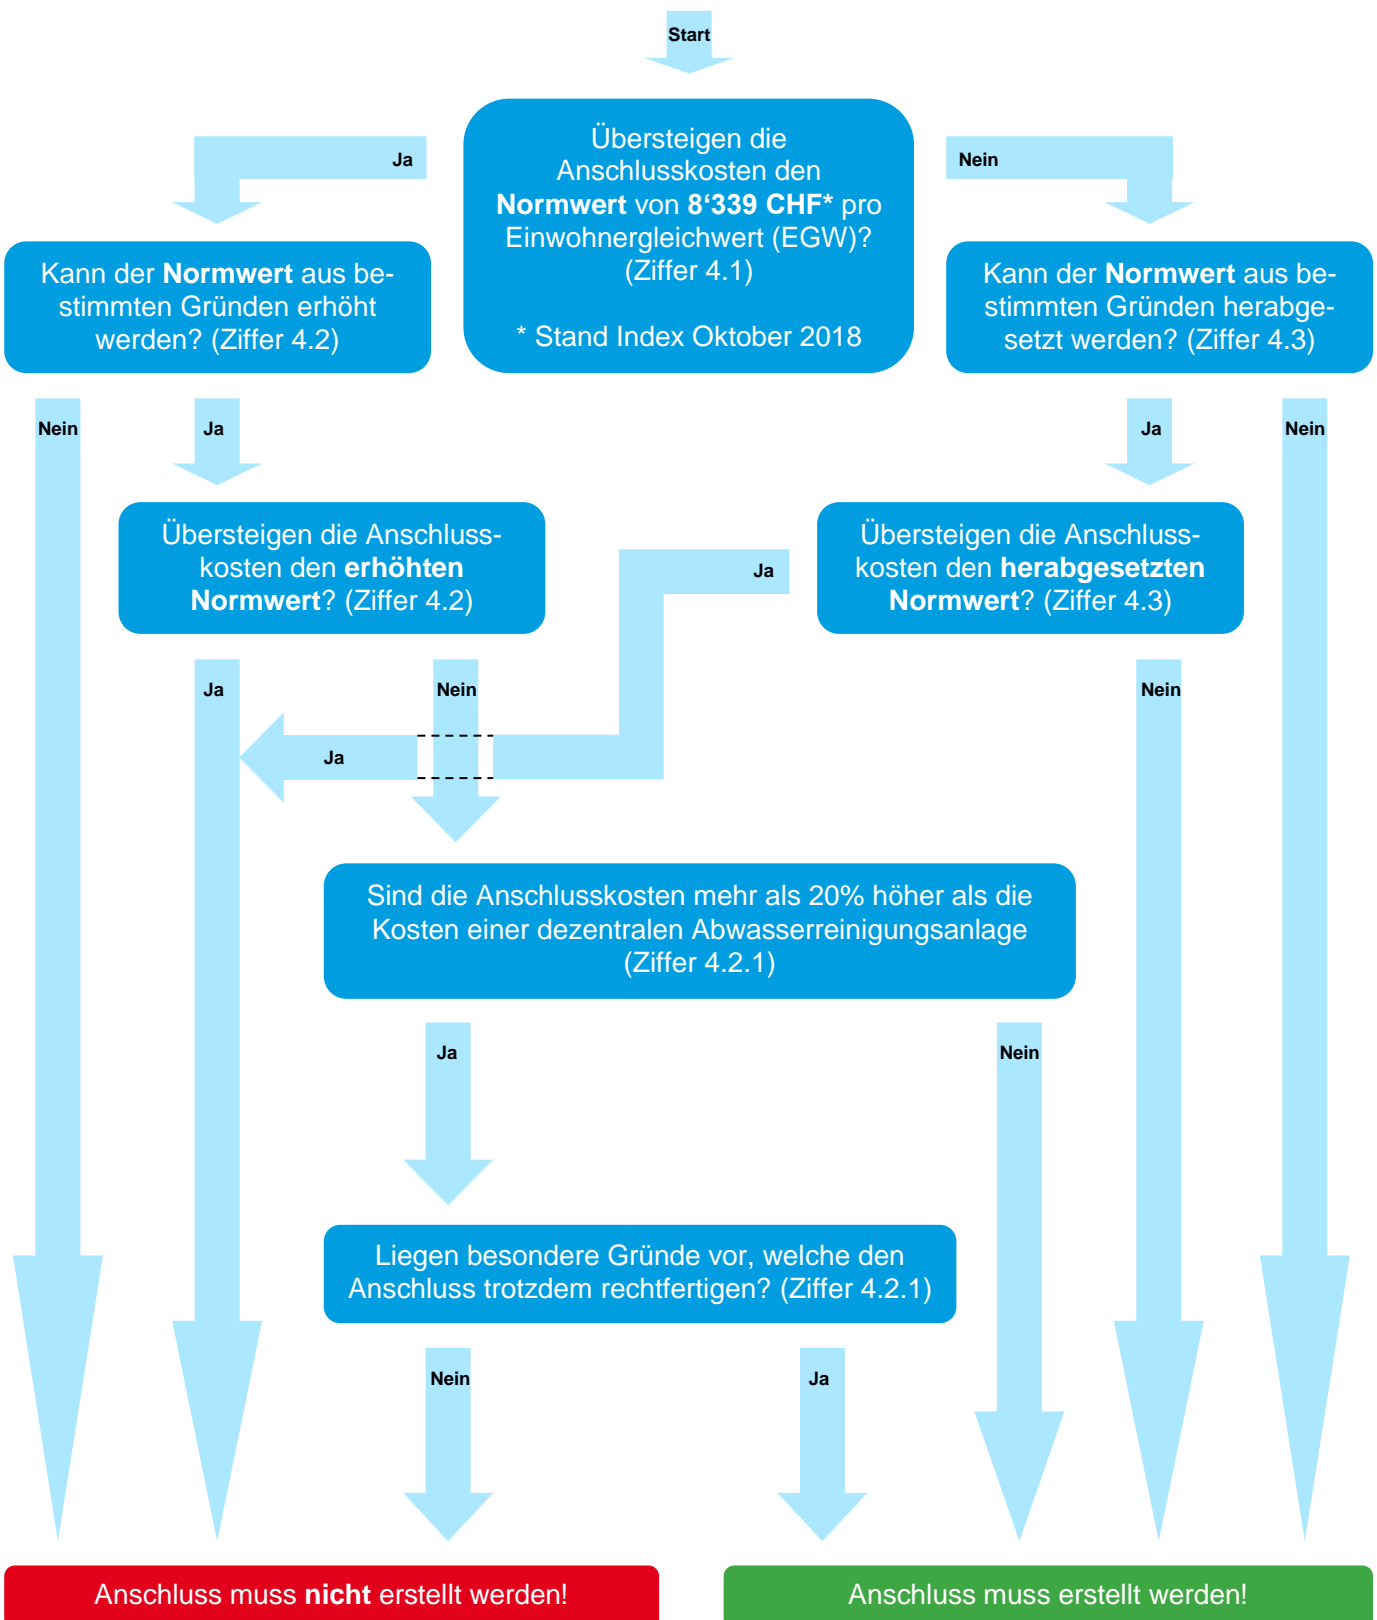 Start
Übersteigen die
Anschlusskosten den
Normwert von 8‘339 CHF* pro
Einwohnergleichwert (EGW)?
(Ziffer 4.1)
* Stand Index Oktober 2018
Ja
Nein
Kann der Normwert aus be-
stimmten Gründen erhöht
werden? (Ziffer 4.2)
Kann der Normwert aus be-
stimmten Gründen herabge-
setzt werden? (Ziffer 4.3)
Nein
Ja
Ja
Nein
Übersteigen die Anschluss-
kosten den erhöhten
Normwert? (Ziffer 4.2)
Ja
Übersteigen die Anschluss-
kosten den herabgesetzten
Normwert? (Ziffer 4.3)
Ja
Nein
Nein
Ja
Sind die Anschlusskosten mehr als 20% höher als die
Kosten einer dezentralen Abwasserreinigungsanlage
(Ziffer 4.2.1)
Ja
Nein
Liegen besondere Gründe vor, welche den
Anschluss trotzdem rechtfertigen? (Ziffer 4.2.1)
Nein
Ja
Anschluss muss nicht erstellt werden!
Anschluss muss erstellt werden!